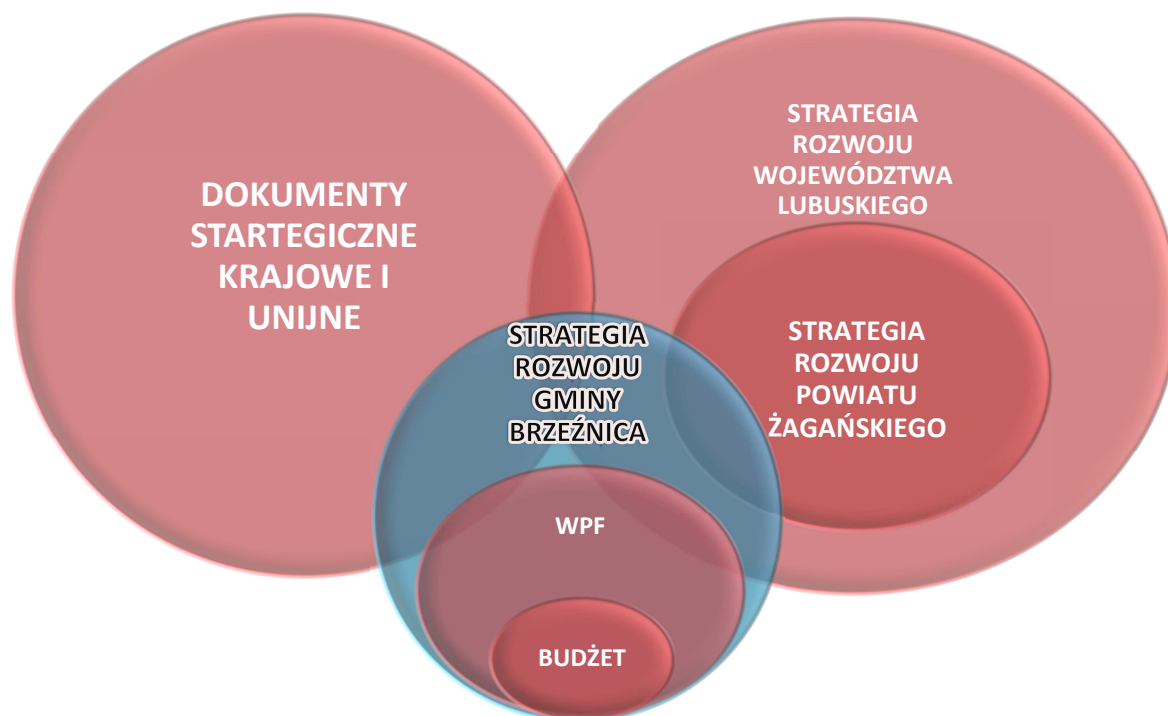 DOKUMENTY
STARTEGICZNE
KRAJOWE I
UNIJNE
STRATEGIA
ROZWOJU
WOJEWÓDZTWA
LUBUSKIEGO
STRATEGIA
ROZWOJU
POWIATU
ŻAGAŃSKIEGO
STRATEGIA
ROZWOJU
GMINY
BRZEŹNICA
WPF
BUDŻET